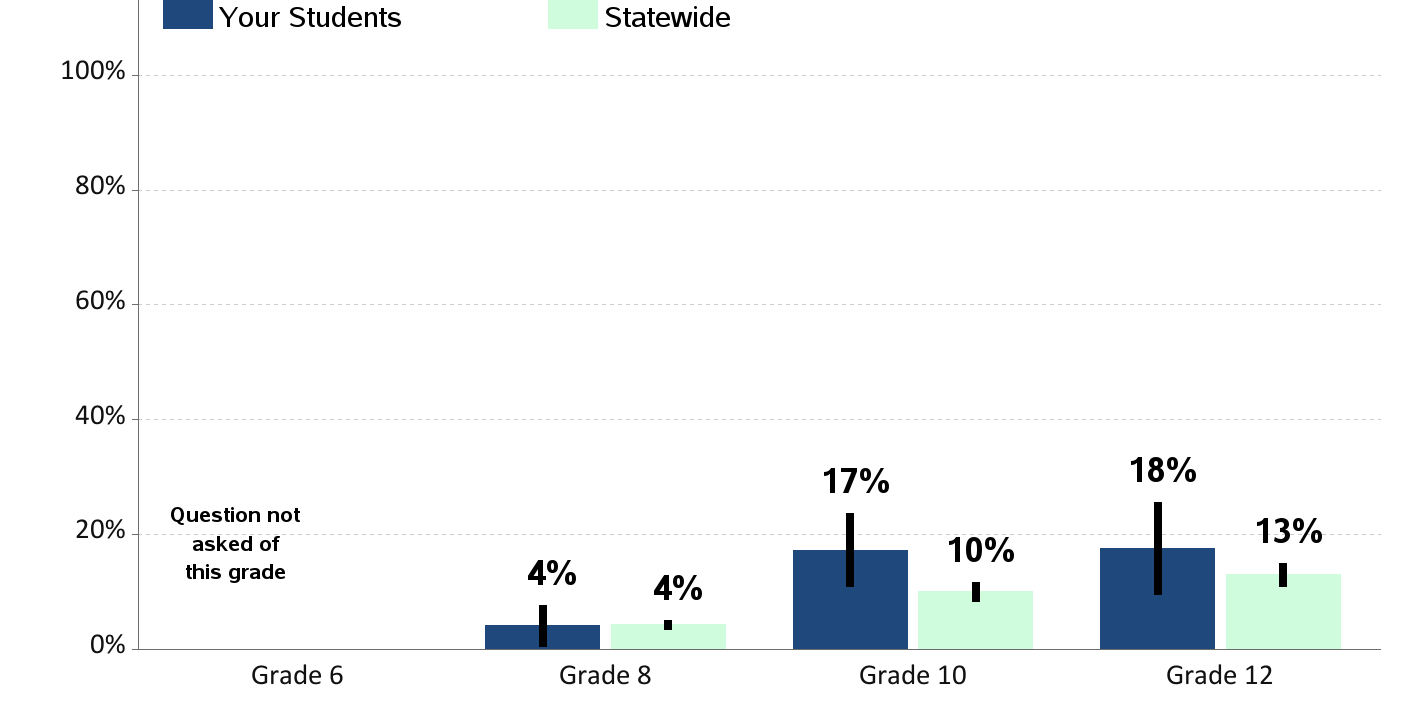 Your Students
Statewide
100%
80%
60%
40%
20%
0%
Question not
asked of
this grade
4%
4%
17%
10%
18%
13%
Grade 6
Grade 8
Grade 10
Grade 12